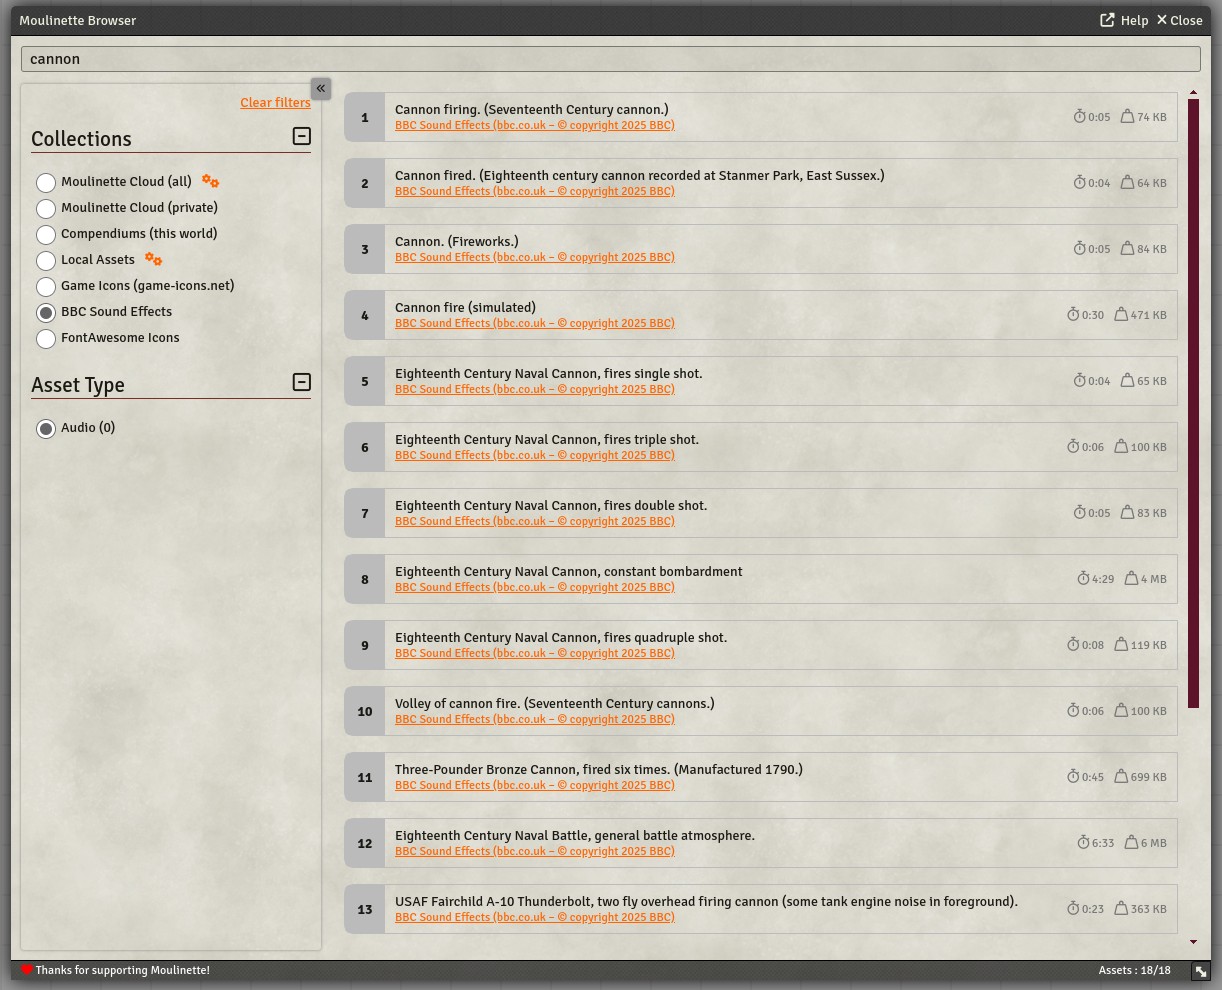 Moulinette Browser
Help
Close
cannon
«
Clear filters
Collections
Moulinette Cloud (all)
Moulinette Cloud (private)
Compendiums (this world)
Local Assets
Game Icons (game-icons.net)
BBC Sound Effects
FontAwesome Icons
Asset Type
Audio (0)
1
Cannon firing. (Seventeenth Century cannon.)
BBC Sound Effects (bbc.co.uk – © copyright 2025 BBC)
0:05 74 KB
2
Cannon fired. (Eighteenth century cannon recorded at Stanmer Park, East Sussex.)
BBC Sound Effects (bbc.co.uk – © copyright 2025 BBC)
0:04 64 KB
3
Cannon. (Fireworks.)
BBC Sound Effects (bbc.co.uk – © copyright 2025 BBC)
0:05 84 KB
4
Cannon fire (simulated)
BBC Sound Effects (bbc.co.uk – © copyright 2025 BBC)
0:30 471 KB
5
Eighteenth Century Naval Cannon, fires single shot.
BBC Sound Effects (bbc.co.uk – © copyright 2025 BBC)
0:04 65 KB
6
Eighteenth Century Naval Cannon, fires triple shot.
BBC Sound Effects (bbc.co.uk – © copyright 2025 BBC)
0:06 100 KB
7
Eighteenth Century Naval Cannon, fires double shot.
BBC Sound Effects (bbc.co.uk – © copyright 2025 BBC)
0:05 83 KB
8
Eighteenth Century Naval Cannon, constant bombardment
BBC Sound Effects (bbc.co.uk – © copyright 2025 BBC)
4:29 4 MB
9
Eighteenth Century Naval Cannon, fires quadruple shot.
BBC Sound Effects (bbc.co.uk – © copyright 2025 BBC)
0:08 119 KB
10
Volley of cannon fire. (Seventeenth Century cannons.)
BBC Sound Effects (bbc.co.uk – © copyright 2025 BBC)
0:06 100 KB
11
Three-Pounder Bronze Cannon, fired six times. (Manufactured 1790.)
BBC Sound Effects (bbc.co.uk – © copyright 2025 BBC)
0:45 699 KB
12
Eighteenth Century Naval Battle, general battle atmosphere.
BBC Sound Effects (bbc.co.uk – © copyright 2025 BBC)
6:33 6 MB
13
USAF Fairchild A-10 Thunderbolt, two fly overhead firing cannon (some tank engine noise in foreground).
BBC Sound Effects (bbc.co.uk – © copyright 2025 BBC)
0:23 363 KB
Thanks for supporting Moulinette!
Assets : 18/18